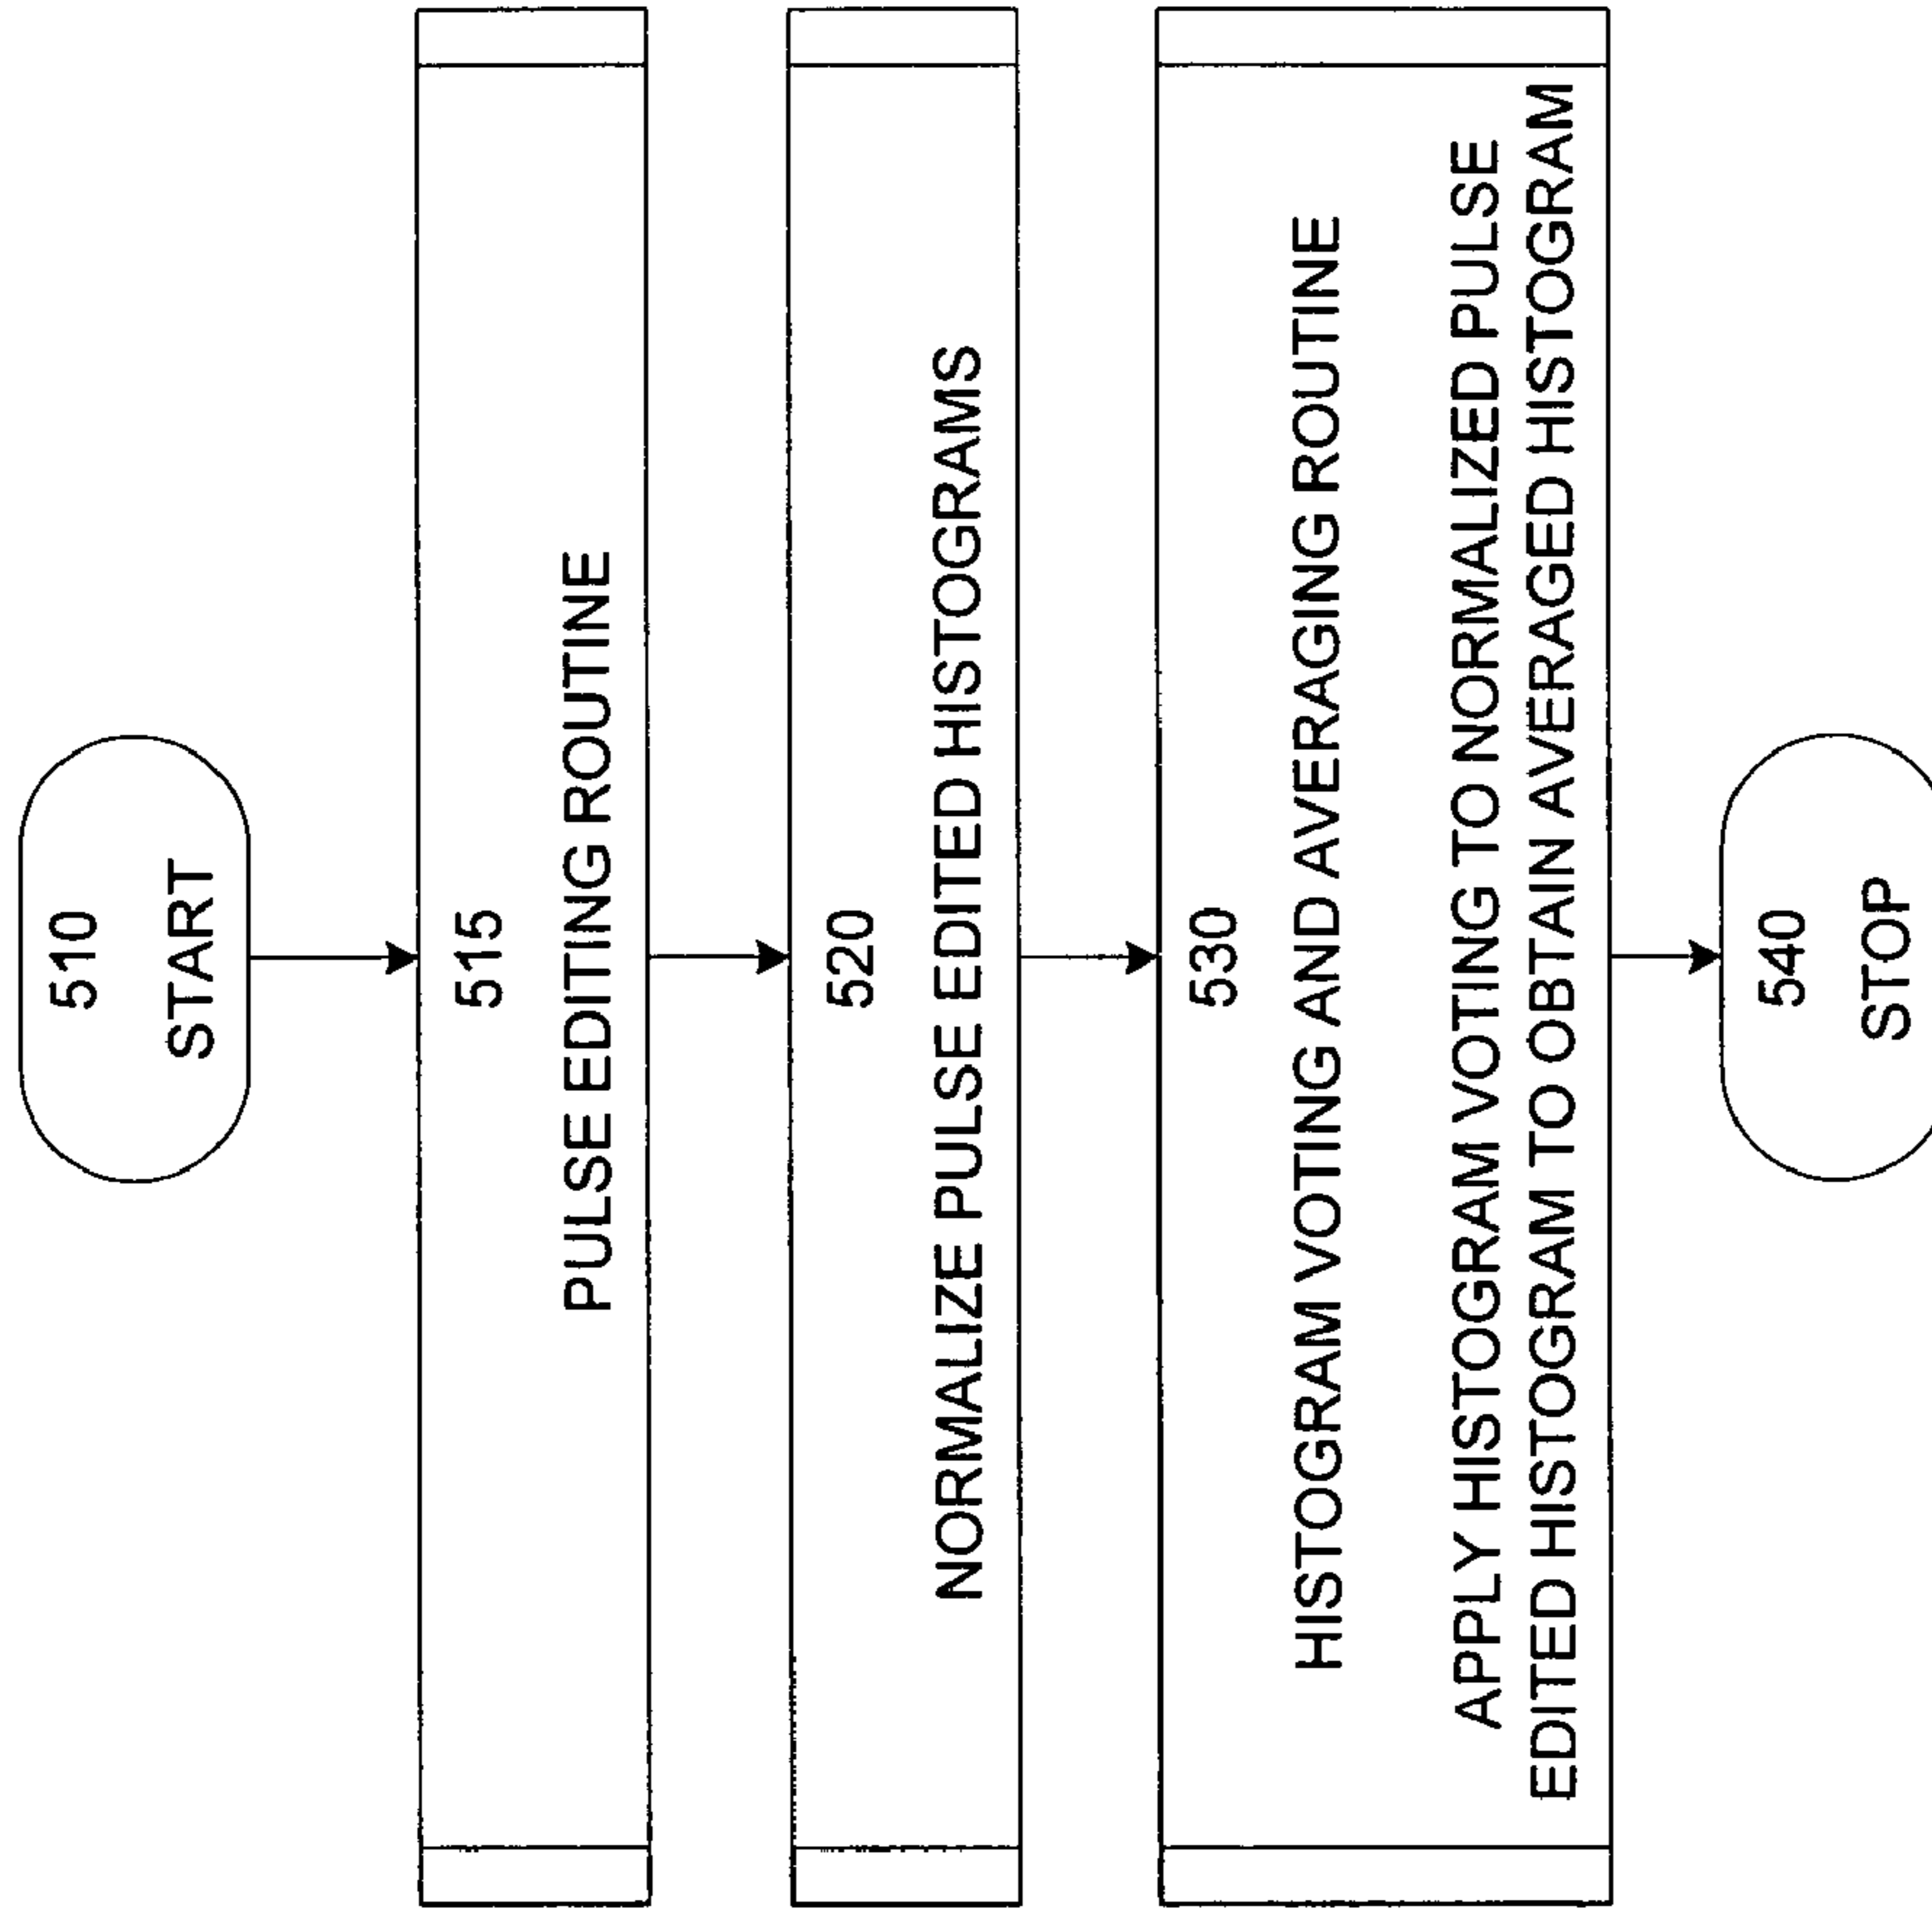 510
START
515
PULSE EDITING ROUTINE
520
NORMALIZE PULSE EDITED HISTOGRAMS
530
HISTOGRAM VOTING AND AVERAGING ROUTINE
APPLY HISTOGRAM VOTING TO NORMALIZED PULSE
EDITED HISTOGRAM TO OBTAIN AVERAGED HISTOGRAM
540
STOP